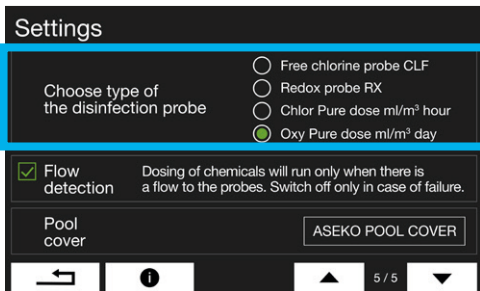 Settings
Choose type of
the disinfection probe
Free chlorine probe CLF
Redox probe RX
Chlor Pure dose ml/m³ hour
Oxy Pure dose ml/m³ day
Flow
detection
Dosing of chemicals will run only when there is
a flow to the probes. Switch off only in case of failure.
Pool
cover
ASEKO POOL COVER
5/5